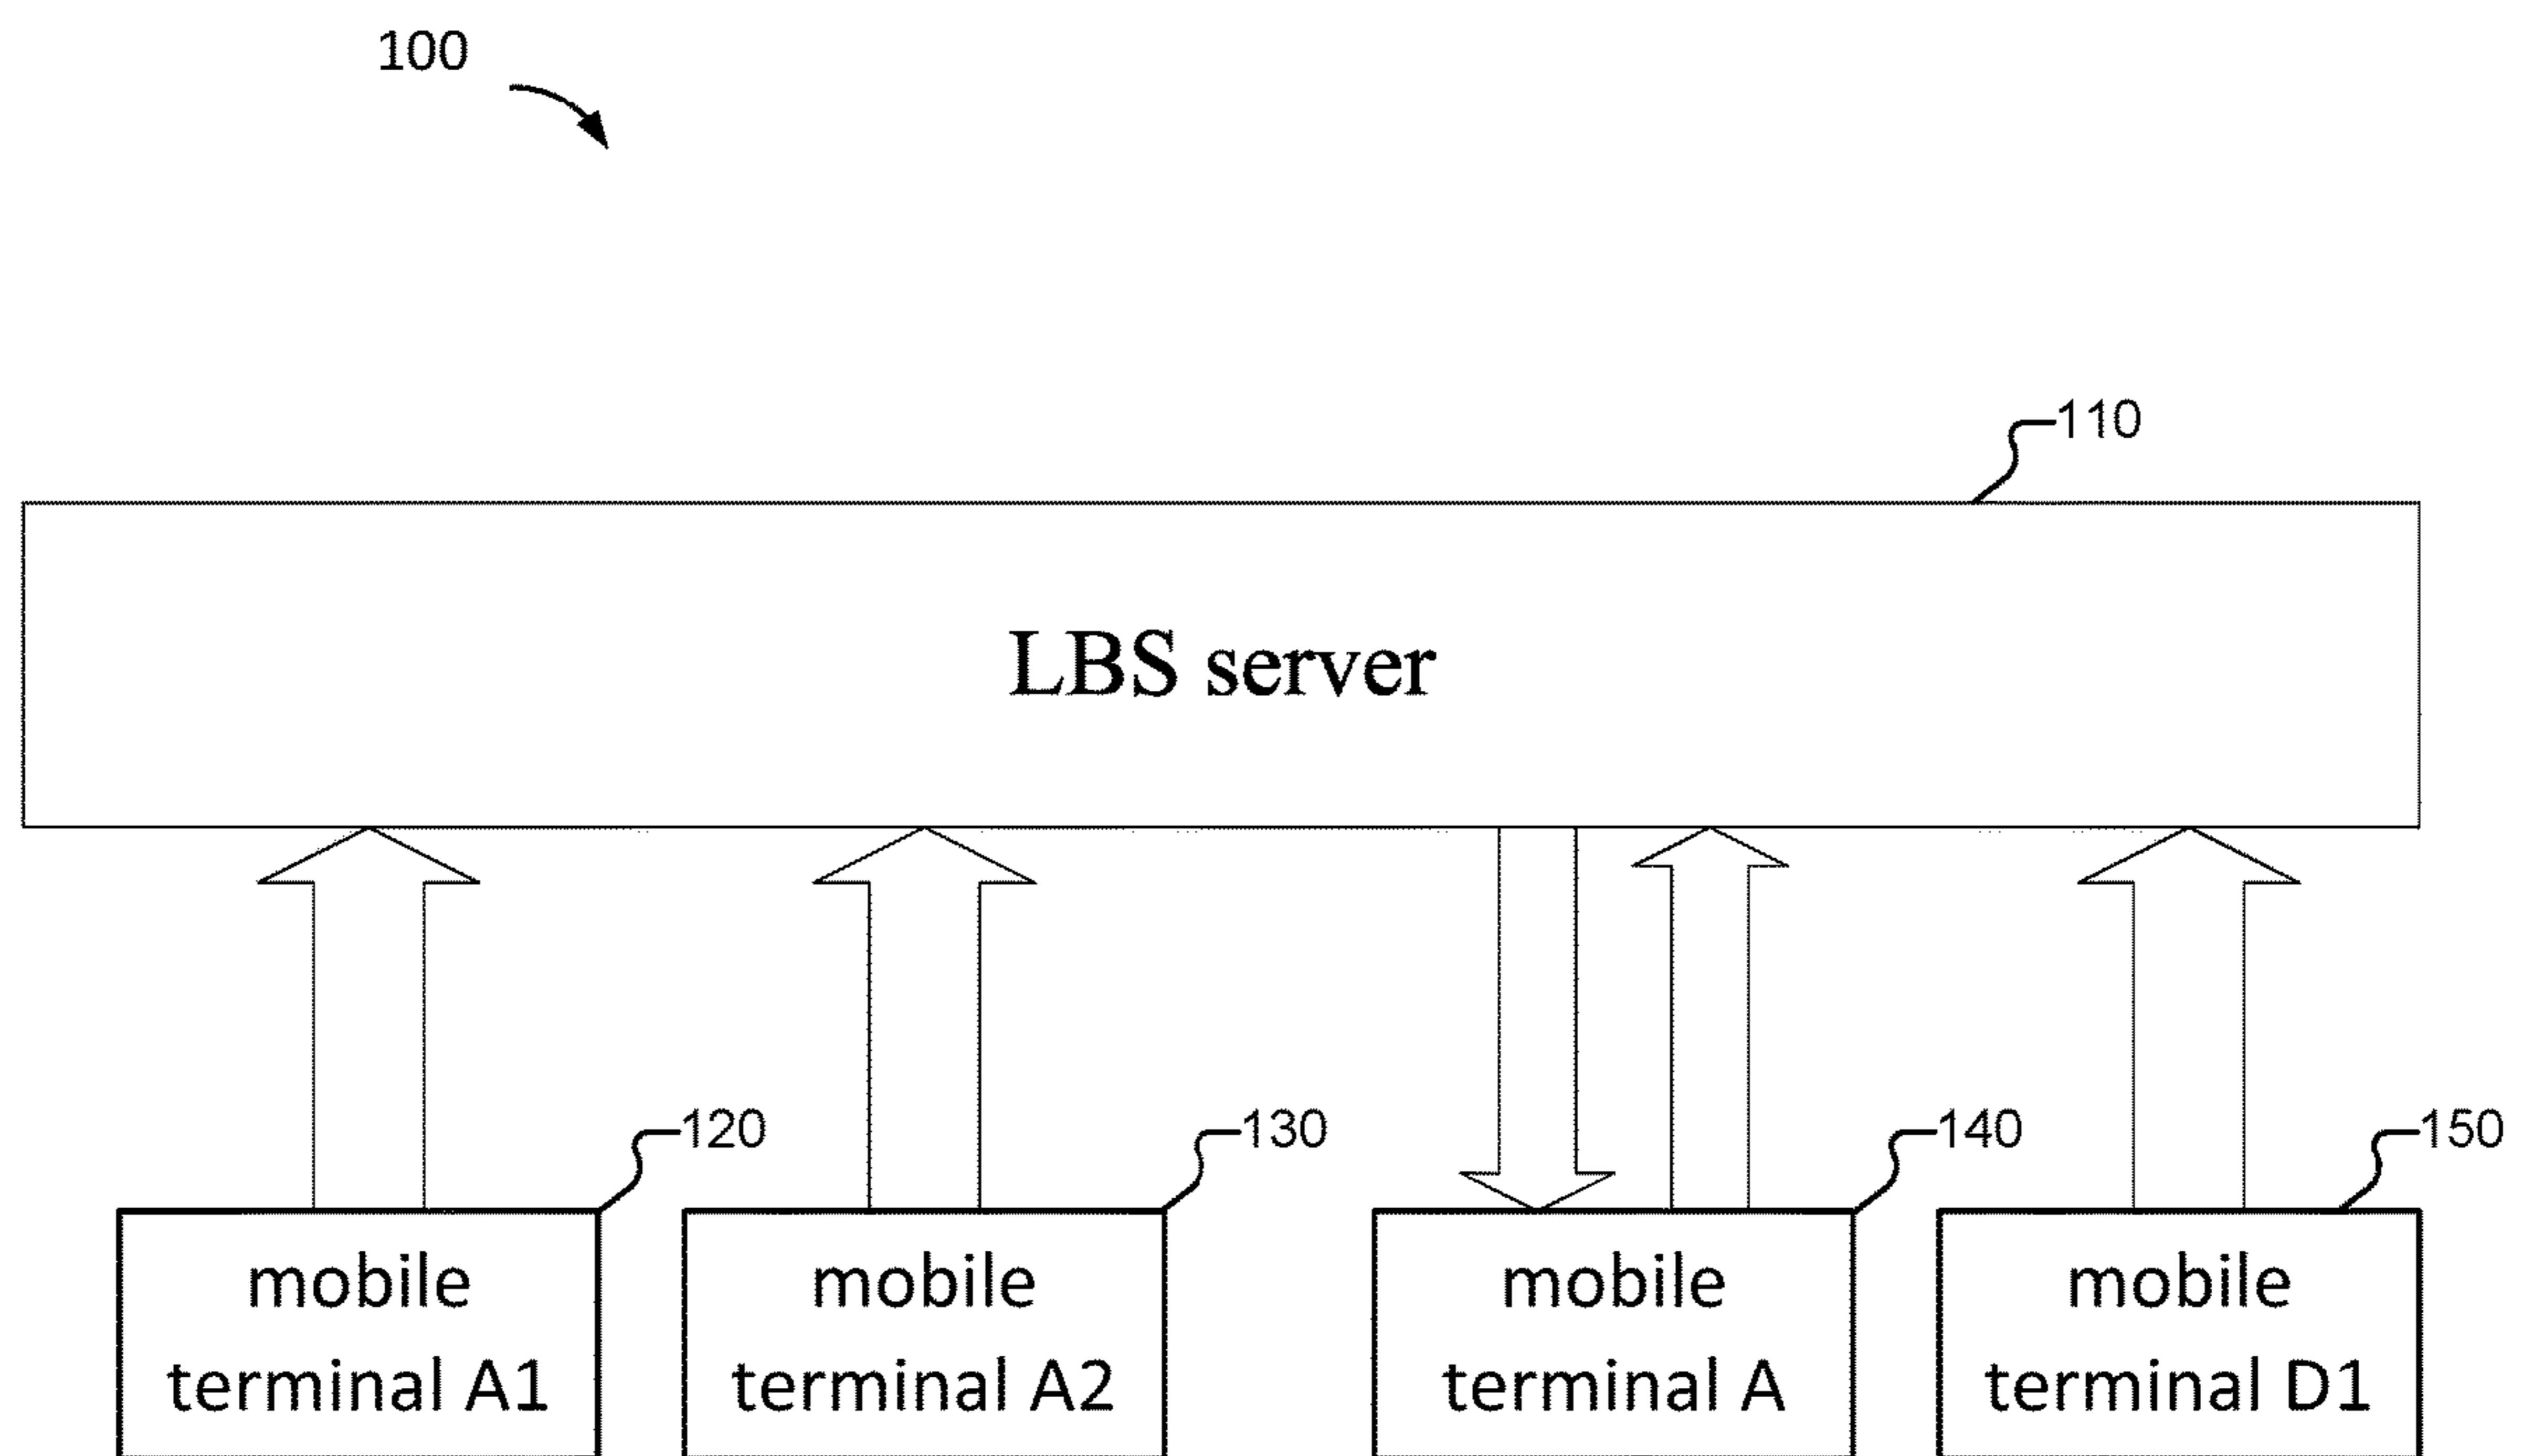 100
110
LBS server
120
130
140
150
mobile
terminal A1
mobile
terminal A2
mobile
terminal A
mobile
terminal D1